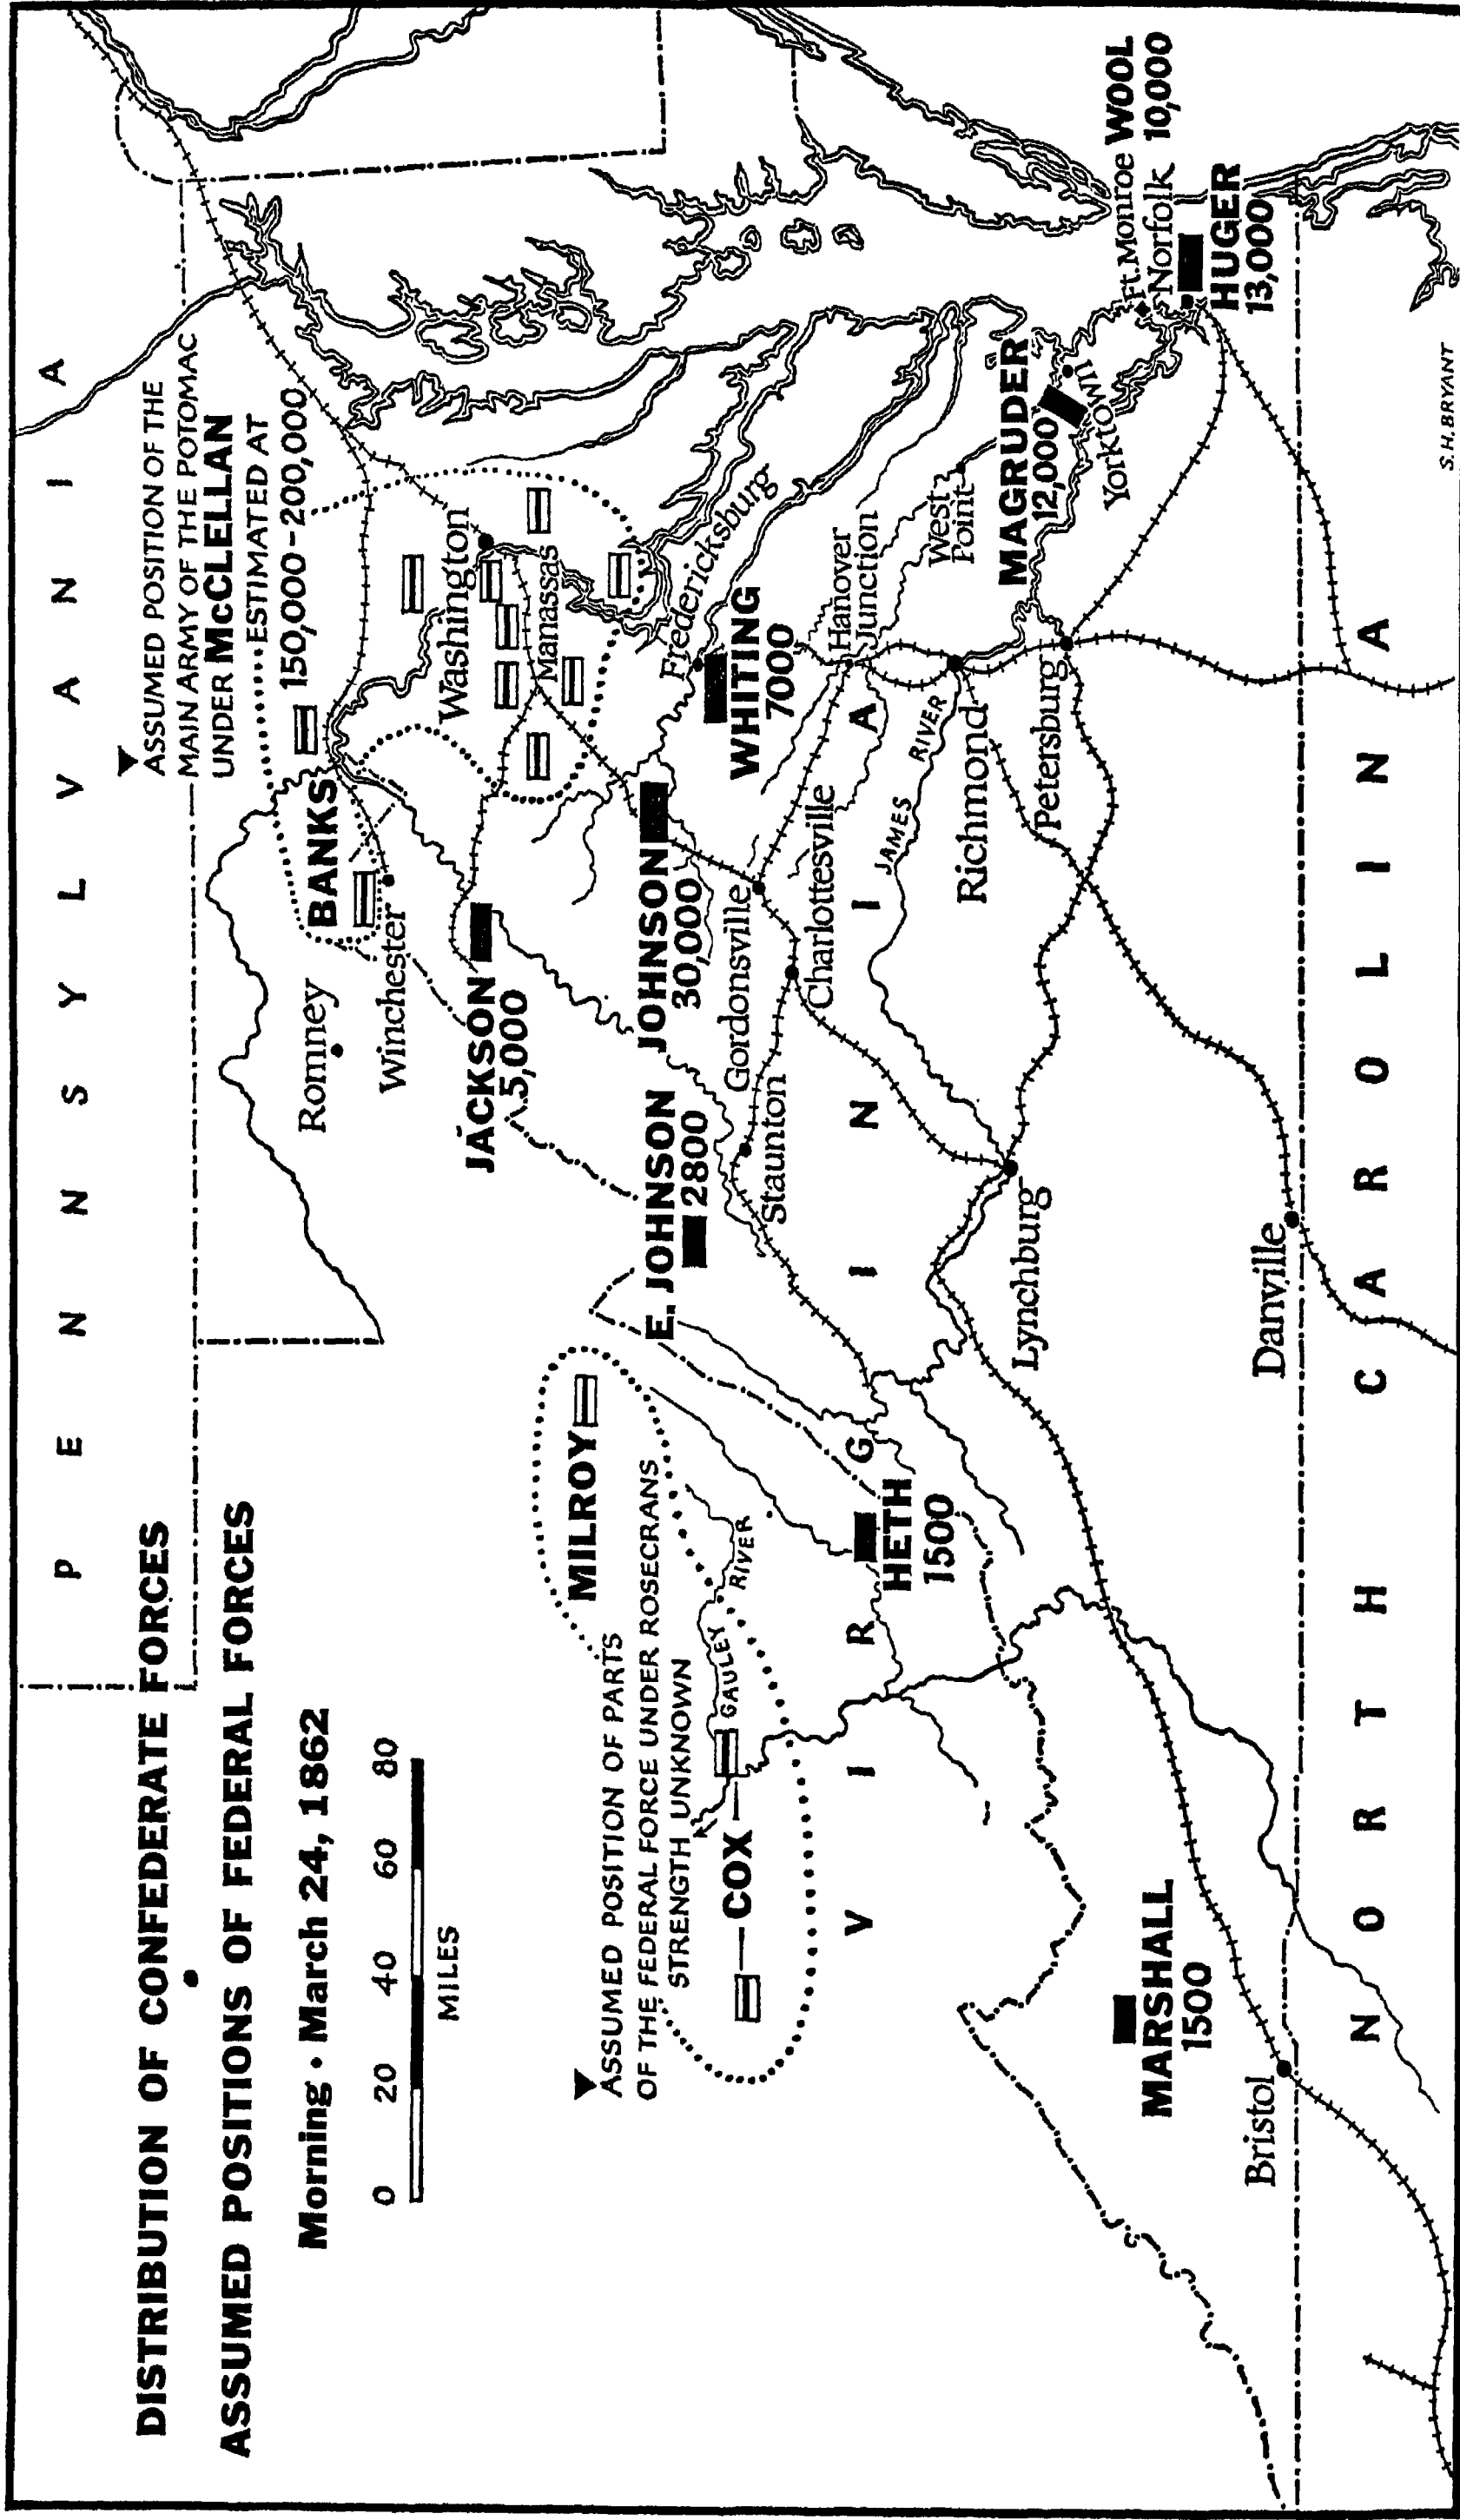 DISTRIBUTION OF CONFEDERATE FORCES
•
ASSUMED POSITIONS OF FEDERAL FORCES
Morning • March 24, 1862
0 20 40 60 80
MILES
P E N N S Y L V A N I A
ASSUMED POSITION OF THE
MAIN ARMY OF THE POTOMAC
UNDER McCLELLAN
ESTIMATED AT
150,000-200,000
BANKS
Romney
Winchester
Washington
Manassas
JACKSON
5,000
Fredericksburg
WHITING
7000
JOHNSON
30,000
E. JOHNSON
2800
Gordonsville
Staunton
Charlottesville
Hanover
Junction
West
Point
MAGRUDER
12,000
Yorktown
Ft. Monroe WOOL
10,000
Norfolk
HUGER
13,000
JAMES RIVER
Richmond
Petersburg
Lynchburg
Danville
MILROY
ASSUMED POSITION OF PARTS
OF THE FEDERAL FORCE UNDER ROSECRANS
STRENGTH UNKNOWN
COX
GAULEY RIVER
HETH
1500
V I R G I N I A
MARSHALL
1500
Bristol
N O R T H C A R O L I N A
S.H. BRYANT